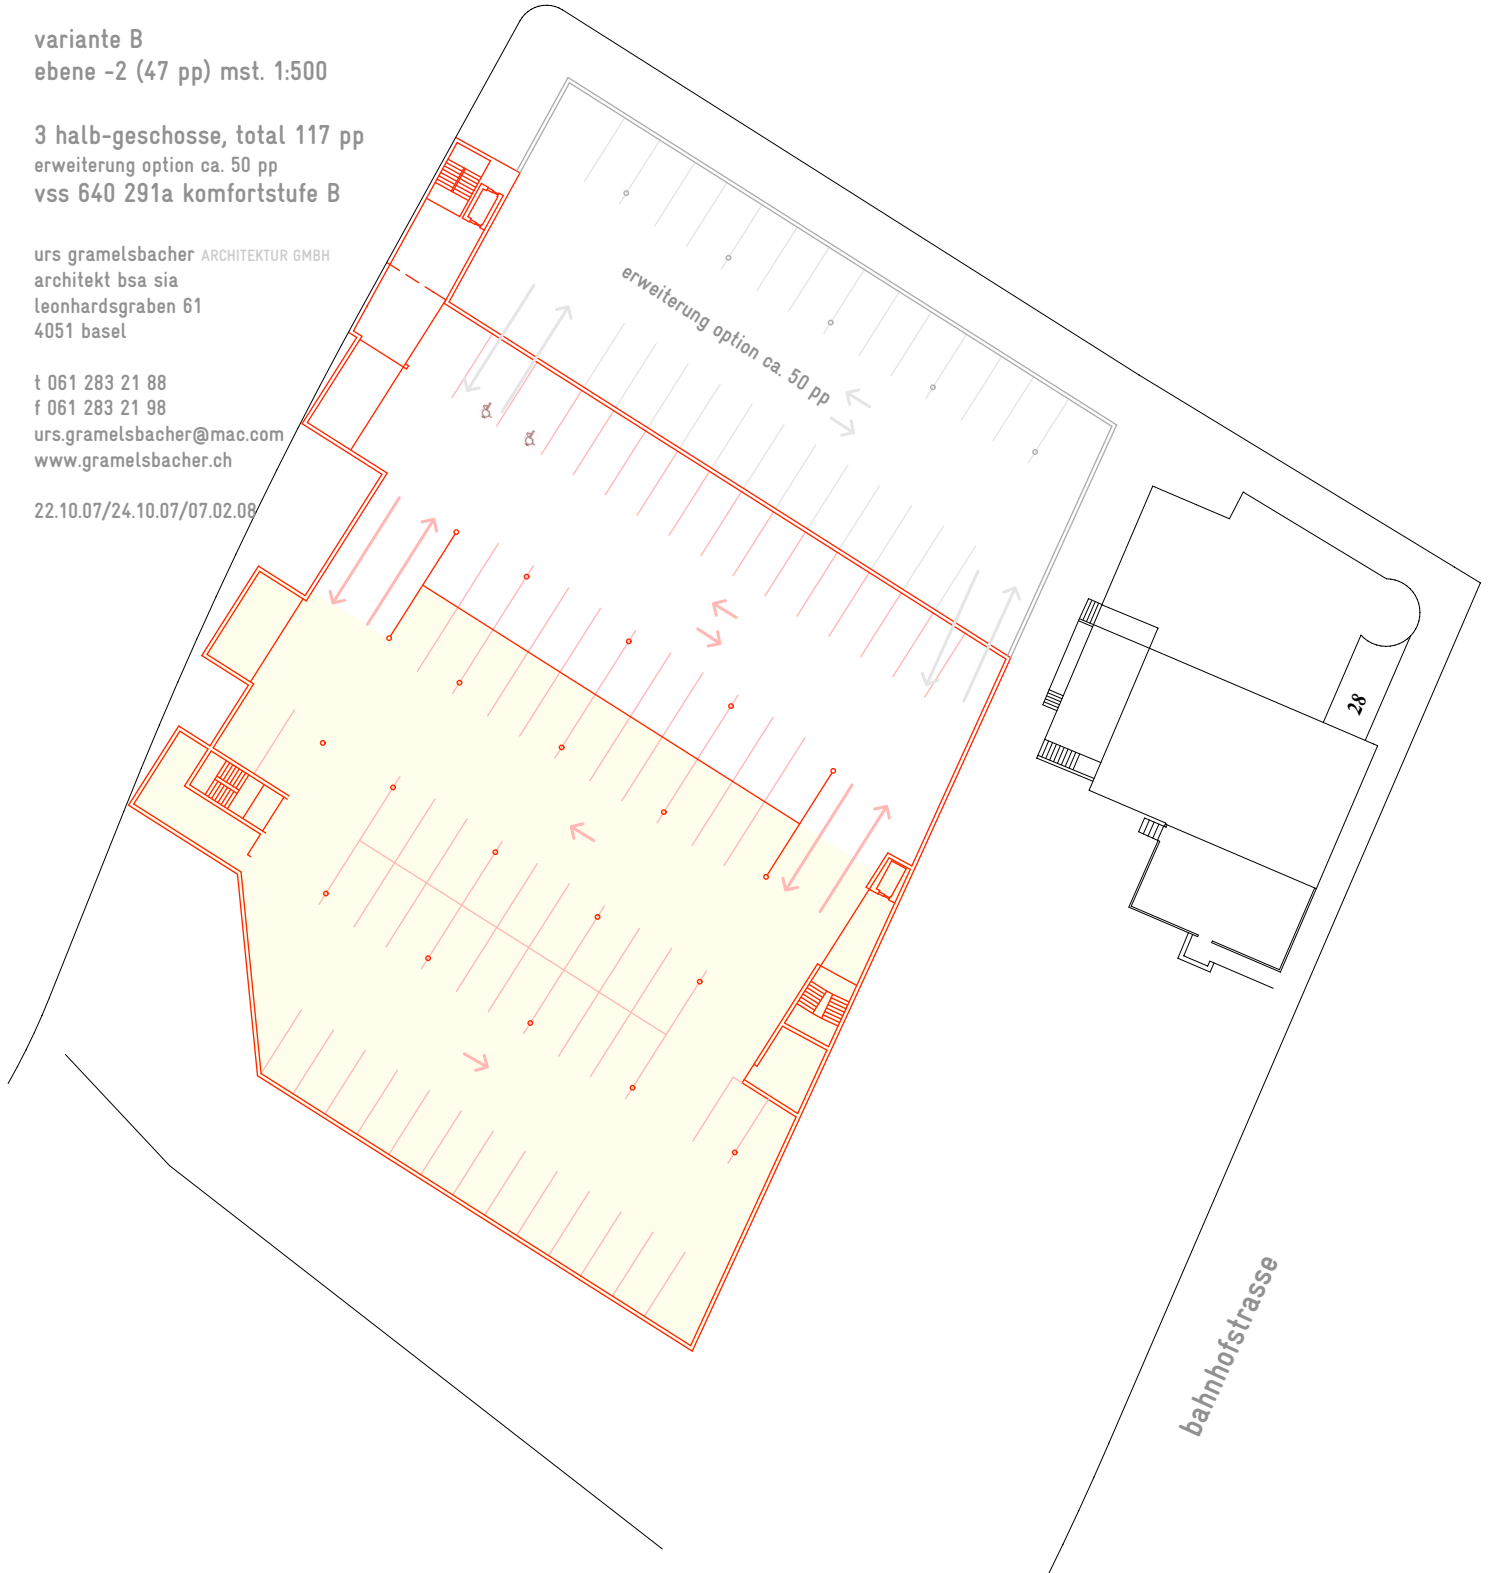 variante B
ebene -2 (47 pp) mst. 1:500
3 halb-geschosse, total 117 pp
erweiterung option ca. 50 pp
vss 640 291a komfortstufe B
urs gramelsbacher ARCHITEKTUR GMBH
architekt bsa sia
leonhardsgraben 61
4051 basel
t 061 283 21 88
f 061 283 21 98
urs.gramelsbacher@mac.com
www.gramelsbacher.ch
22.10.07/24.10.07/07.02.08
erweiterung option ca. 50 pp
28
bahnhofstrasse